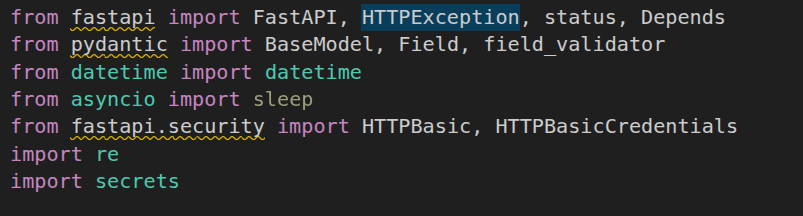 from fastapi import FastAPI, HTTPException, status, Depends
from pydantic import BaseModel, Field, field_validator
from datetime import datetime
from asyncio import sleep
from fastapi.security import HTTPBasic, HTTPBasicCredentials
import re
import secrets